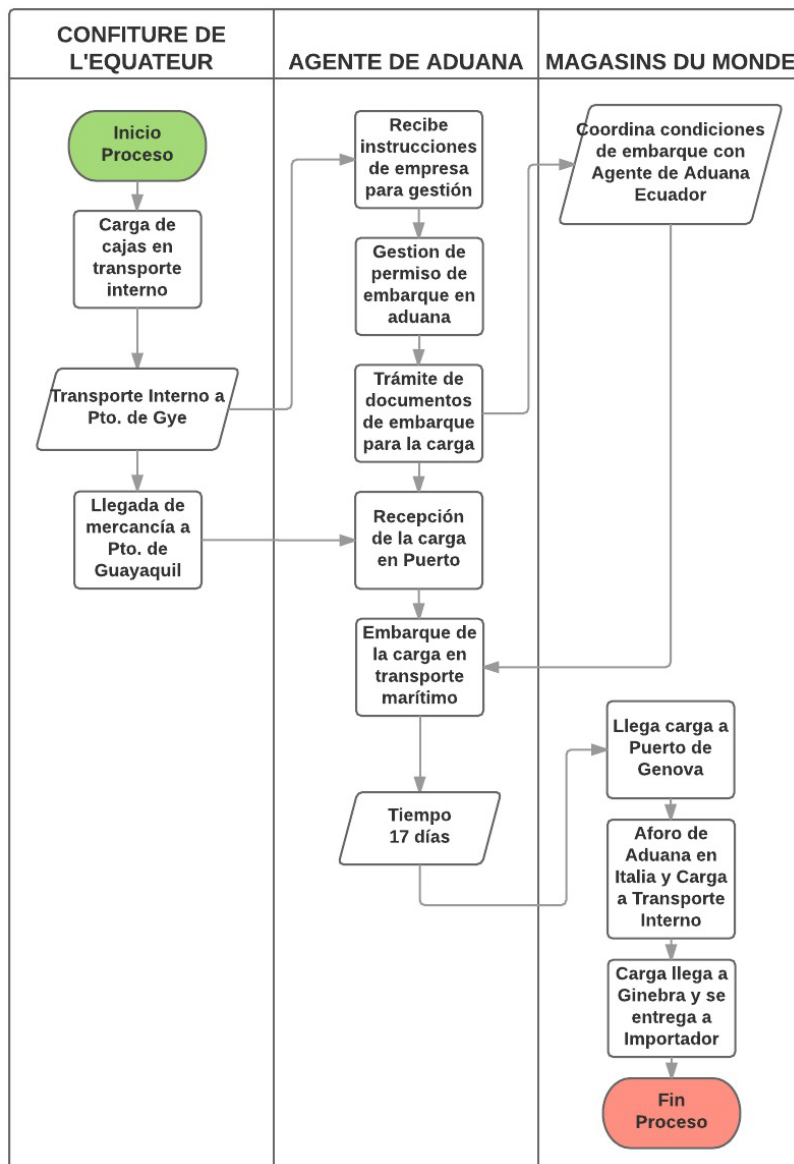 CONFITURE DE
L'EQUATEUR
AGENTE DE ADUANA
MAGASINS DU MONDE
Inicio
Proceso
Carga de
cajas en
transporte
interno
Transporte Interno a
Pto. de Gye
Llegada de
mercancía a
Pto. de
Guayaquil
Recibe
instrucciones
de empresa
para gestión
Gestion de
permiso de
embarque en
aduana
Trámite de
documentos
de embarque
para la carga
Recepción
de la carga
en Puerto
Embarque de
la carga en
transporte
marítimo
Tiempo
17 días
Coordina condiciones
de embarque con
Agente de Aduana
Ecuador
Llega carga a
Puerto de
Genova
Aforo de
Aduana en
Italia y Carga
a Transporte
Interno
Carga llega a
Ginebra y se
entrega a
Importador
Fin
Proceso